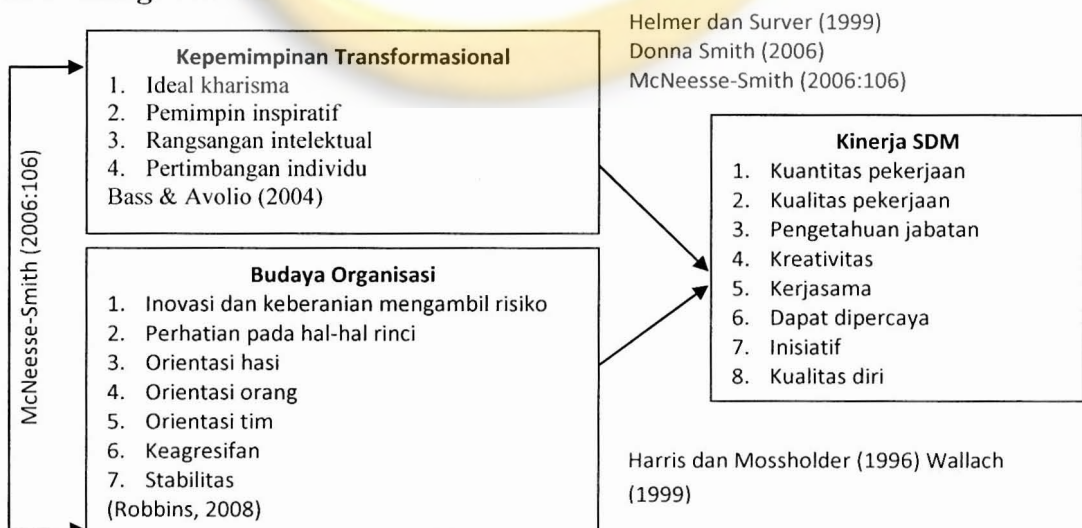 Helmer dan Surver (1999)
Donna Smith (2006)
McNeesse-Smith (2006:106)
Kepemimpinan Transformasional
1. Ideal kharisma
2. Pemimpin inspiratif
3. Rangsangan intelektual
4. Pertimbangan individu
Bass & Avolio (2004)
McNeesse-Smith (2006:106)
Budaya Organisasi
1. Inovasi dan keberanian mengambil risiko
2. Perhatian pada hal-hal rinci
3. Orientasi hasi
4. Orientasi orang
5. Orientasi tim
6. Keagresifan
7. Stabilitas
(Robbins, 2008)
Kinerja SDM
1. Kuantitas pekerjaan
2. Kualitas pekerjaan
3. Pengetahuan jabatan
4. Kreativitas
5. Kerjasama
6. Dapat dipercaya
7. Inisiatif
8. Kualitas diri
Harris dan Mossholder (1996) Wallach
(1999)